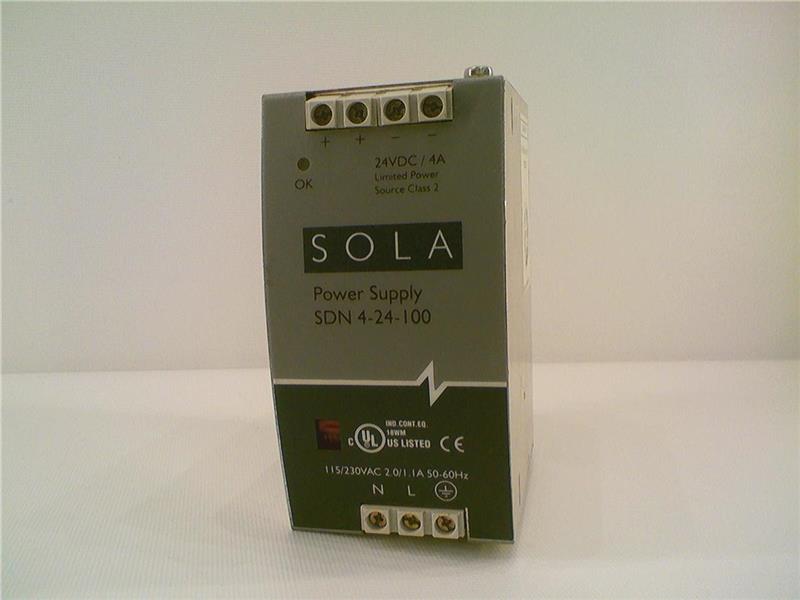 + + − −
24VDC / 4A
Limited Power
Source Class 2
OK
SOLA
Power Supply
SDN 4-24-100
IND.CONT.EQ.
18WM
C UL US LISTED CE
115/230VAC 2.0/1.1A 50-60Hz
N L